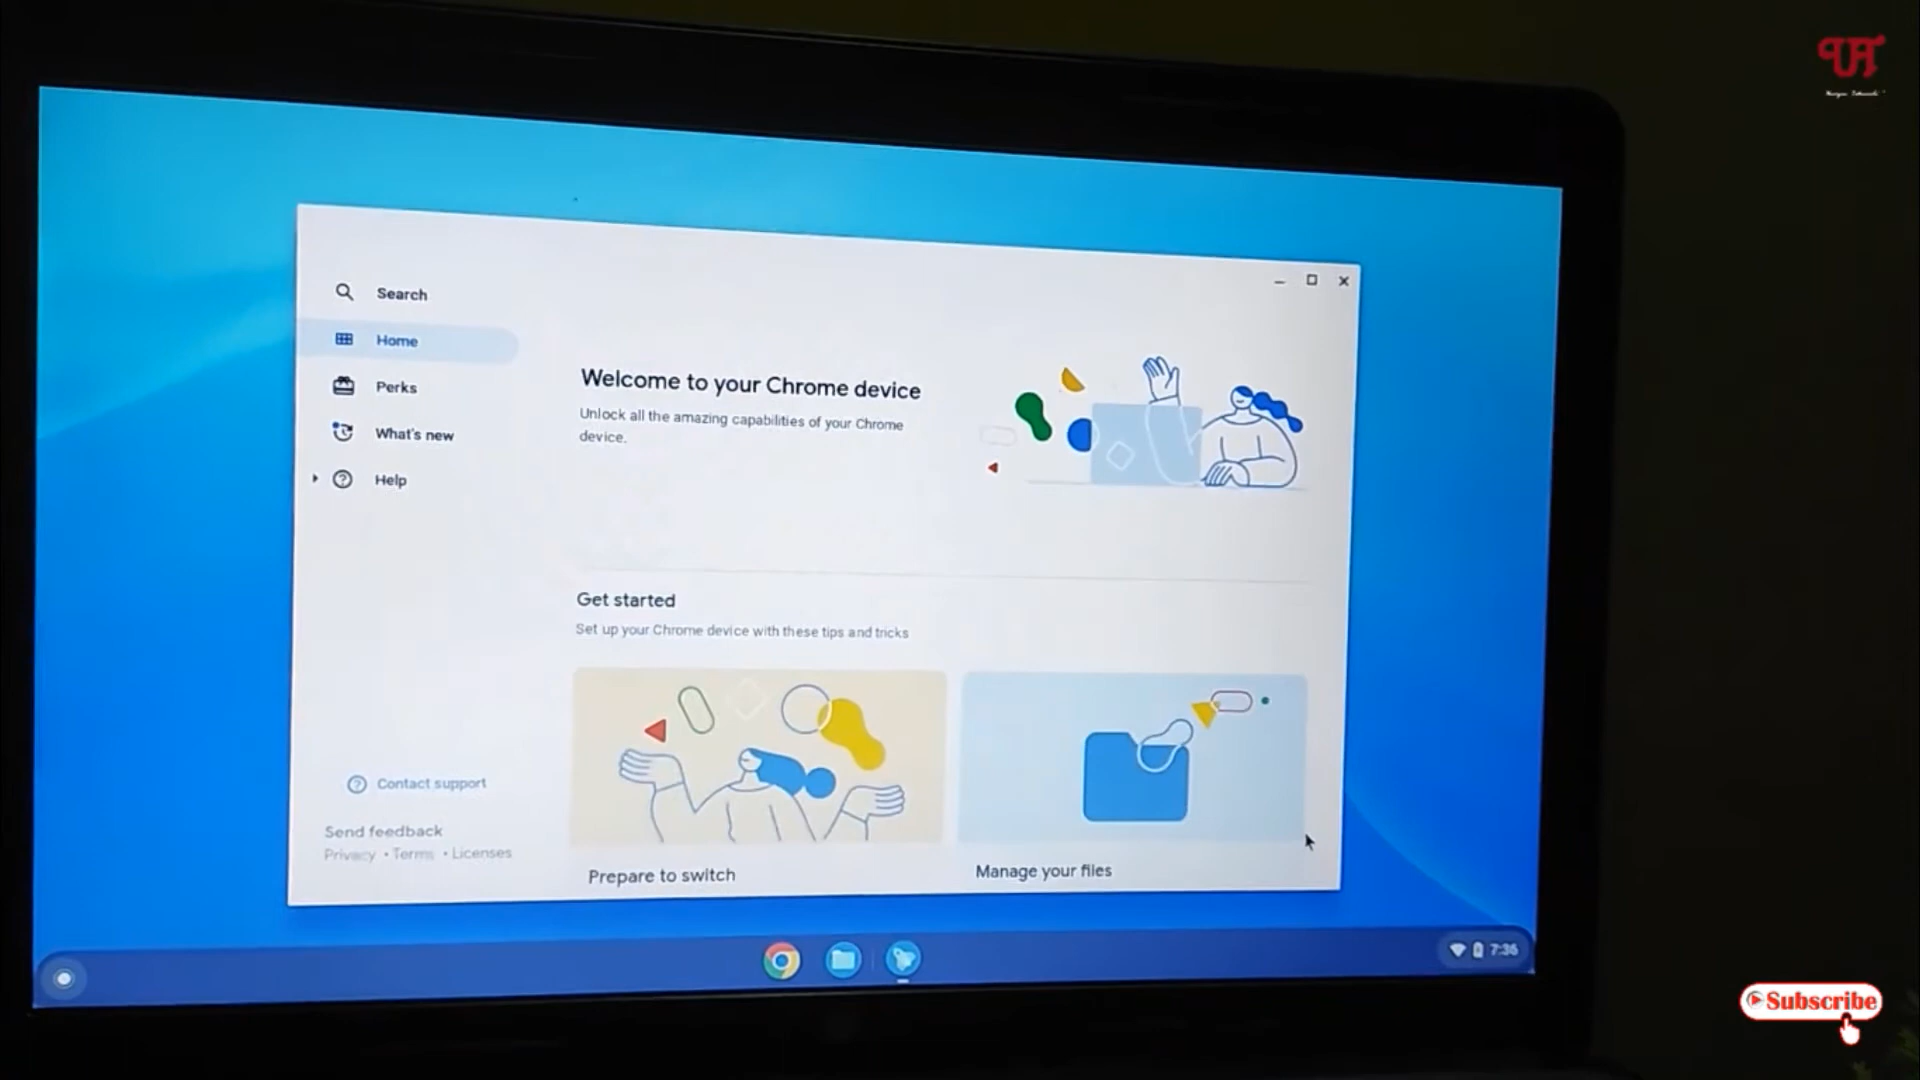 Search
Home
Perks
What's new
Help
Welcome to your Chrome device
Unlock all the amazing capabilities of your Chrome
device.
Get started
Set up your Chrome device with these tips and tricks
Prepare to switch
Manage your files
Contact support
Send feedback
Privacy • Terms • Licenses
7:36
Subscribe